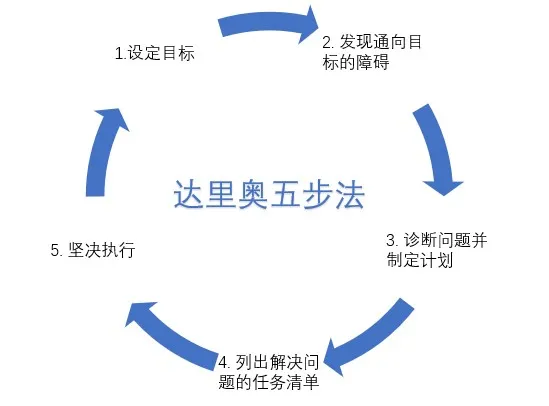 1.设定目标
2. 发现通向目
标的障碍
达里奥五步法
3. 诊断问题并
制定计划
4. 列出解决问
题的任务清单
5. 坚决执行